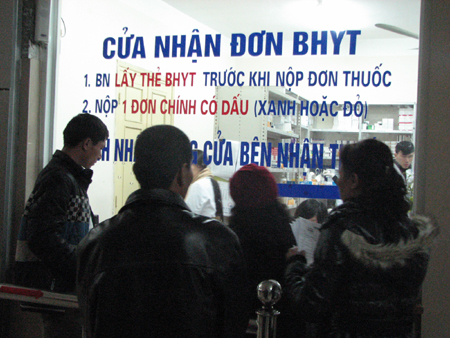 CỬA NHẬN ĐƠN BHYT
1. BN LẤY THẺ BHYT TRƯỚC KHI NỘP ĐƠN THUỐC
2. NỘP 1 ĐƠN CHÍNH CÓ DẤU (XANH HOẶC ĐỎ)
CỬA BÊN NHẬN